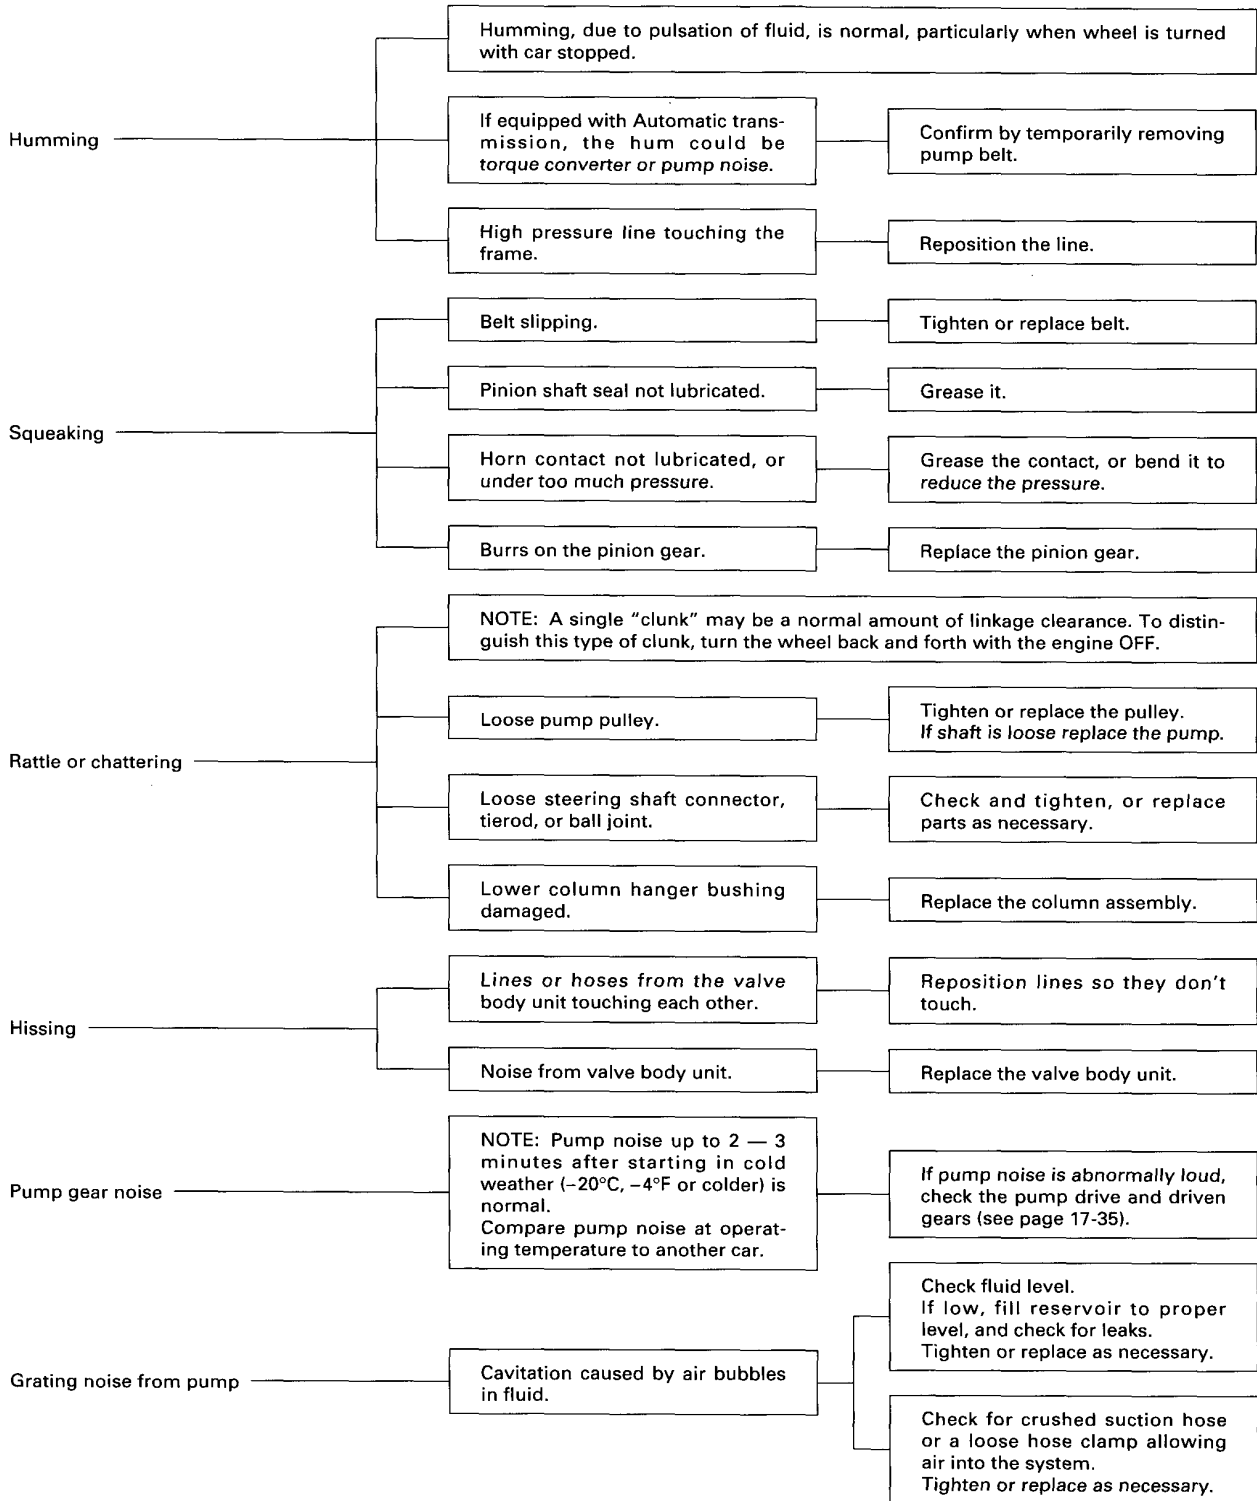 Humming, due to pulsation of fluid, is normal, particularly when wheel is turned
with car stopped.
Humming
If equipped with Automatic trans-
mission, the hum could be
torque converter or pump noise.
Confirm by temporarily removing
pump belt.
High pressure line touching the
frame.
Reposition the line.
Squeaking
Belt slipping.
Tighten or replace belt.
Pinion shaft seal not lubricated.
Grease it.
Horn contact not lubricated, or
under too much pressure.
Grease the contact, or bend it to
reduce the pressure.
Burrs on the pinion gear.
Replace the pinion gear.
Rattle or chattering
NOTE: A single "clunk" may be a normal amount of linkage clearance. To distin-
guish this type of clunk, turn the wheel back and forth with the engine OFF.
Loose pump pulley.
Tighten or replace the pulley.
If shaft is loose replace the pump.
Loose steering shaft connector,
tierod, or ball joint.
Check and tighten, or replace
parts as necessary.
Lower column hanger bushing
damaged.
Replace the column assembly.
Hissing
Lines or hoses from the valve
body unit touching each other.
Reposition lines so they don't
touch.
Noise from valve body unit.
Replace the valve body unit.
Pump gear noise
NOTE: Pump noise up to 2 — 3
minutes after starting in cold
weather (–20°C, –4°F or colder) is
normal.
Compare pump noise at operat-
ing temperature to another car.
If pump noise is abnormally loud,
check the pump drive and driven
gears (see page 17-35).
Grating noise from pump
Cavitation caused by air bubbles
in fluid.
Check fluid level.
If low, fill reservoir to proper
level, and check for leaks.
Tighten or replace as necessary.
Check for crushed suction hose
or a loose hose clamp allowing
air into the system.
Tighten or replace as necessary.